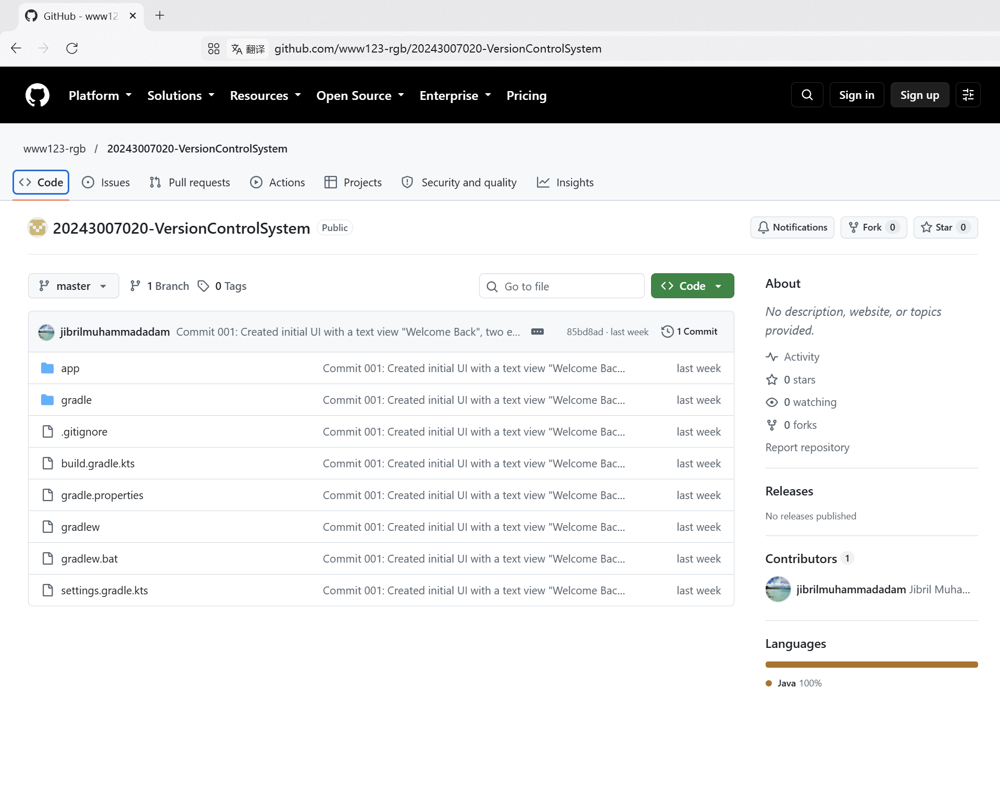 GitHub - www12
翻译 github.com/www123-rgb/20243007020-VersionControlSystem
Platform Solutions Resources Open Source Enterprise Pricing Sign in Sign up
www123-rgb / 20243007020-VersionControlSystem
Code Issues Pull requests Actions Projects Security and quality Insights
20243007020-VersionControlSystem Public Notifications Fork 0 Star 0
master 1 Branch 0 Tags Go to file Code
jibrilmuhammadadam Commit 001: Created initial UI with a text view "Welcome Back", two e... 85bd8ad · last week 1 Commit
app Commit 001: Created initial UI with a text view "Welcome Bac... last week
gradle Commit 001: Created initial UI with a text view "Welcome Bac... last week
.gitignore Commit 001: Created initial UI with a text view "Welcome Bac... last week
build.gradle.kts Commit 001: Created initial UI with a text view "Welcome Bac... last week
gradle.properties Commit 001: Created initial UI with a text view "Welcome Bac... last week
gradlew Commit 001: Created initial UI with a text view "Welcome Bac... last week
gradlew.bat Commit 001: Created initial UI with a text view "Welcome Bac... last week
settings.gradle.kts Commit 001: Created initial UI with a text view "Welcome Bac... last week
About
No description, website, or topics
provided.
Activity
0 stars
0 watching
0 forks
Report repository
Releases
No releases published
Contributors 1
jibrilmuhammadadam Jibril Muha...
Languages
Java 100%